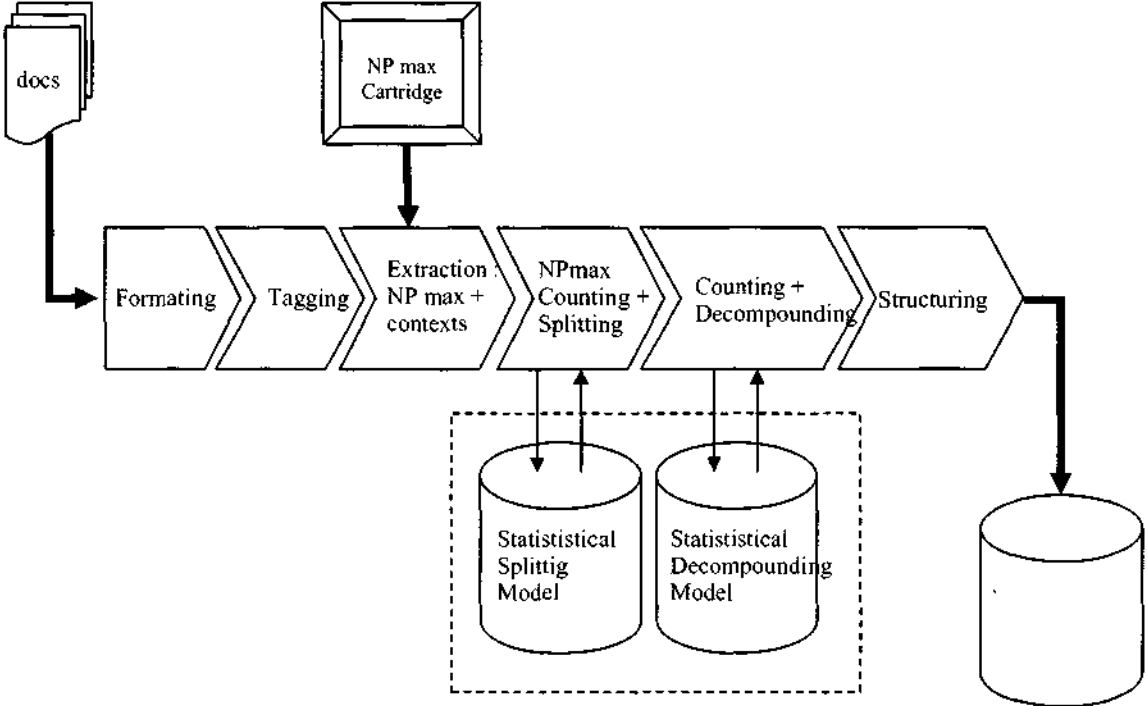 docs
NP max
Cartridge
Formating
Tagging
Extraction :
NP max +
contexts
NPmax
Counting +
Splitting
Counting +
Decompounding
Structuring
Statististical
Splittig
Model
Statististical
Decompounding
Model